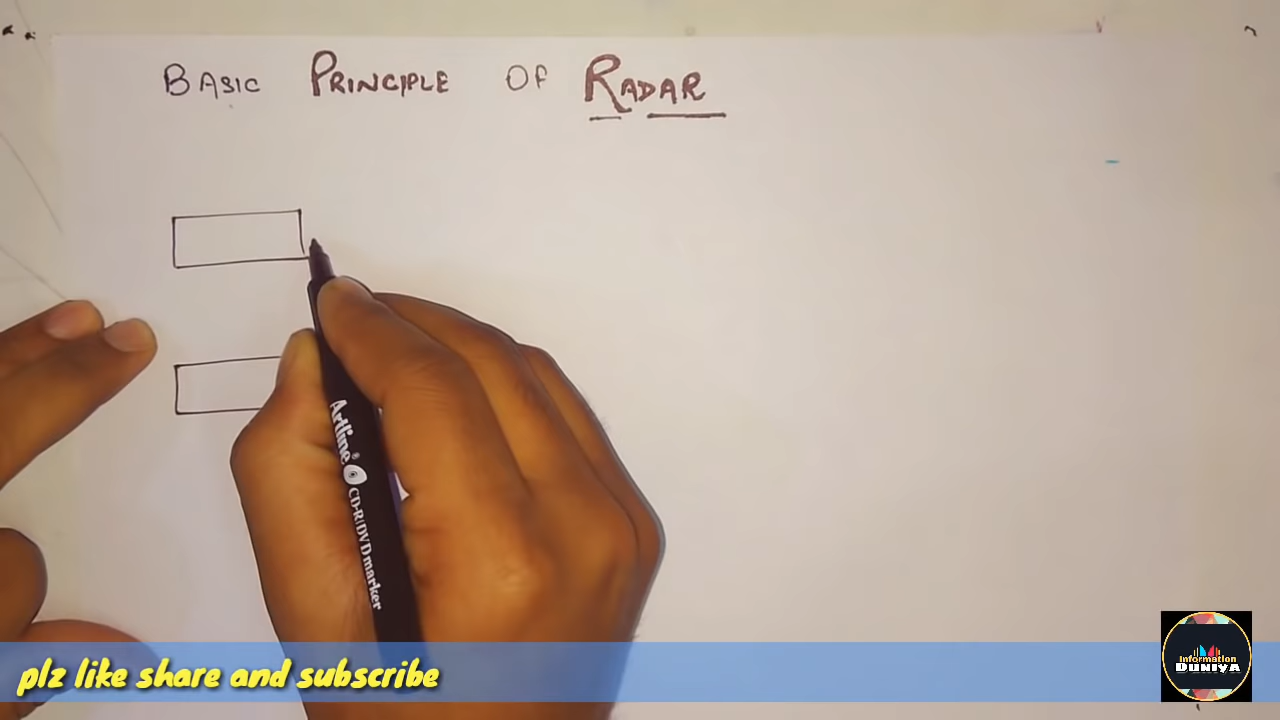 BASIC PRINCIPLE OF RADAR
Artline® CD-R/DVD marker
plz like share and subscribe
Information
DUNIYA